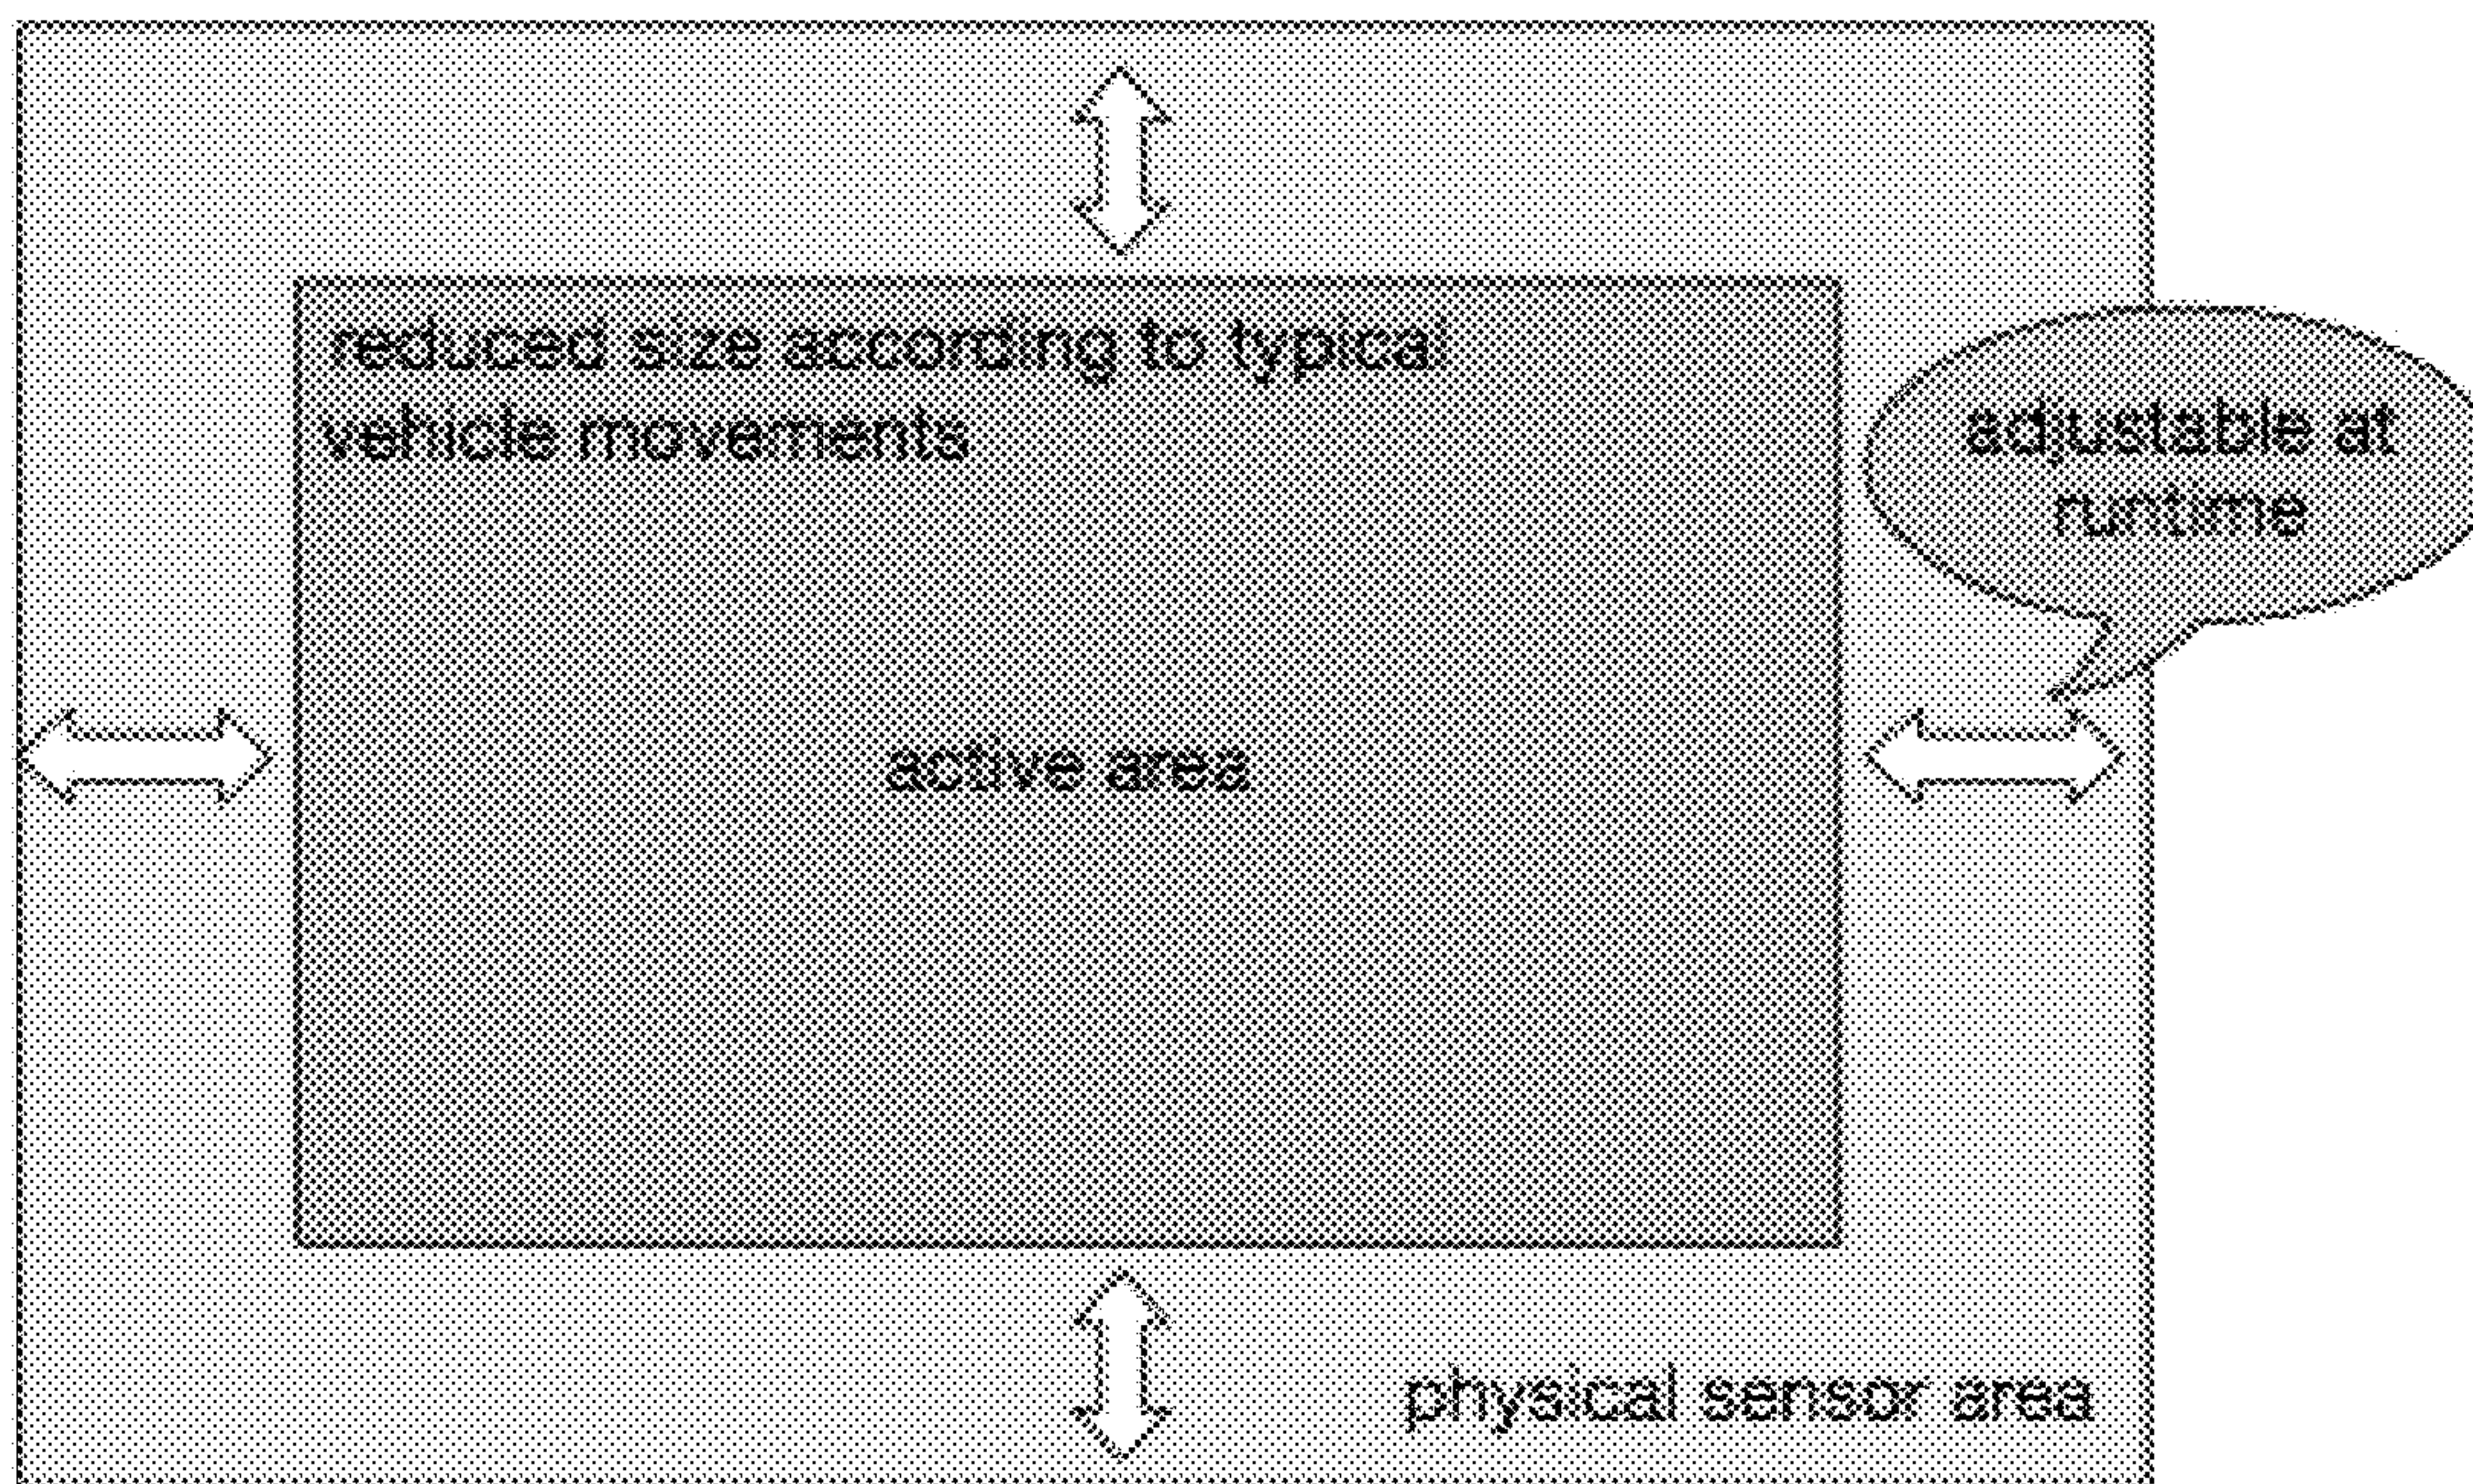 reduced size according to typical
vehicle movements
adjustable at
runtime
active area
physical sensor area